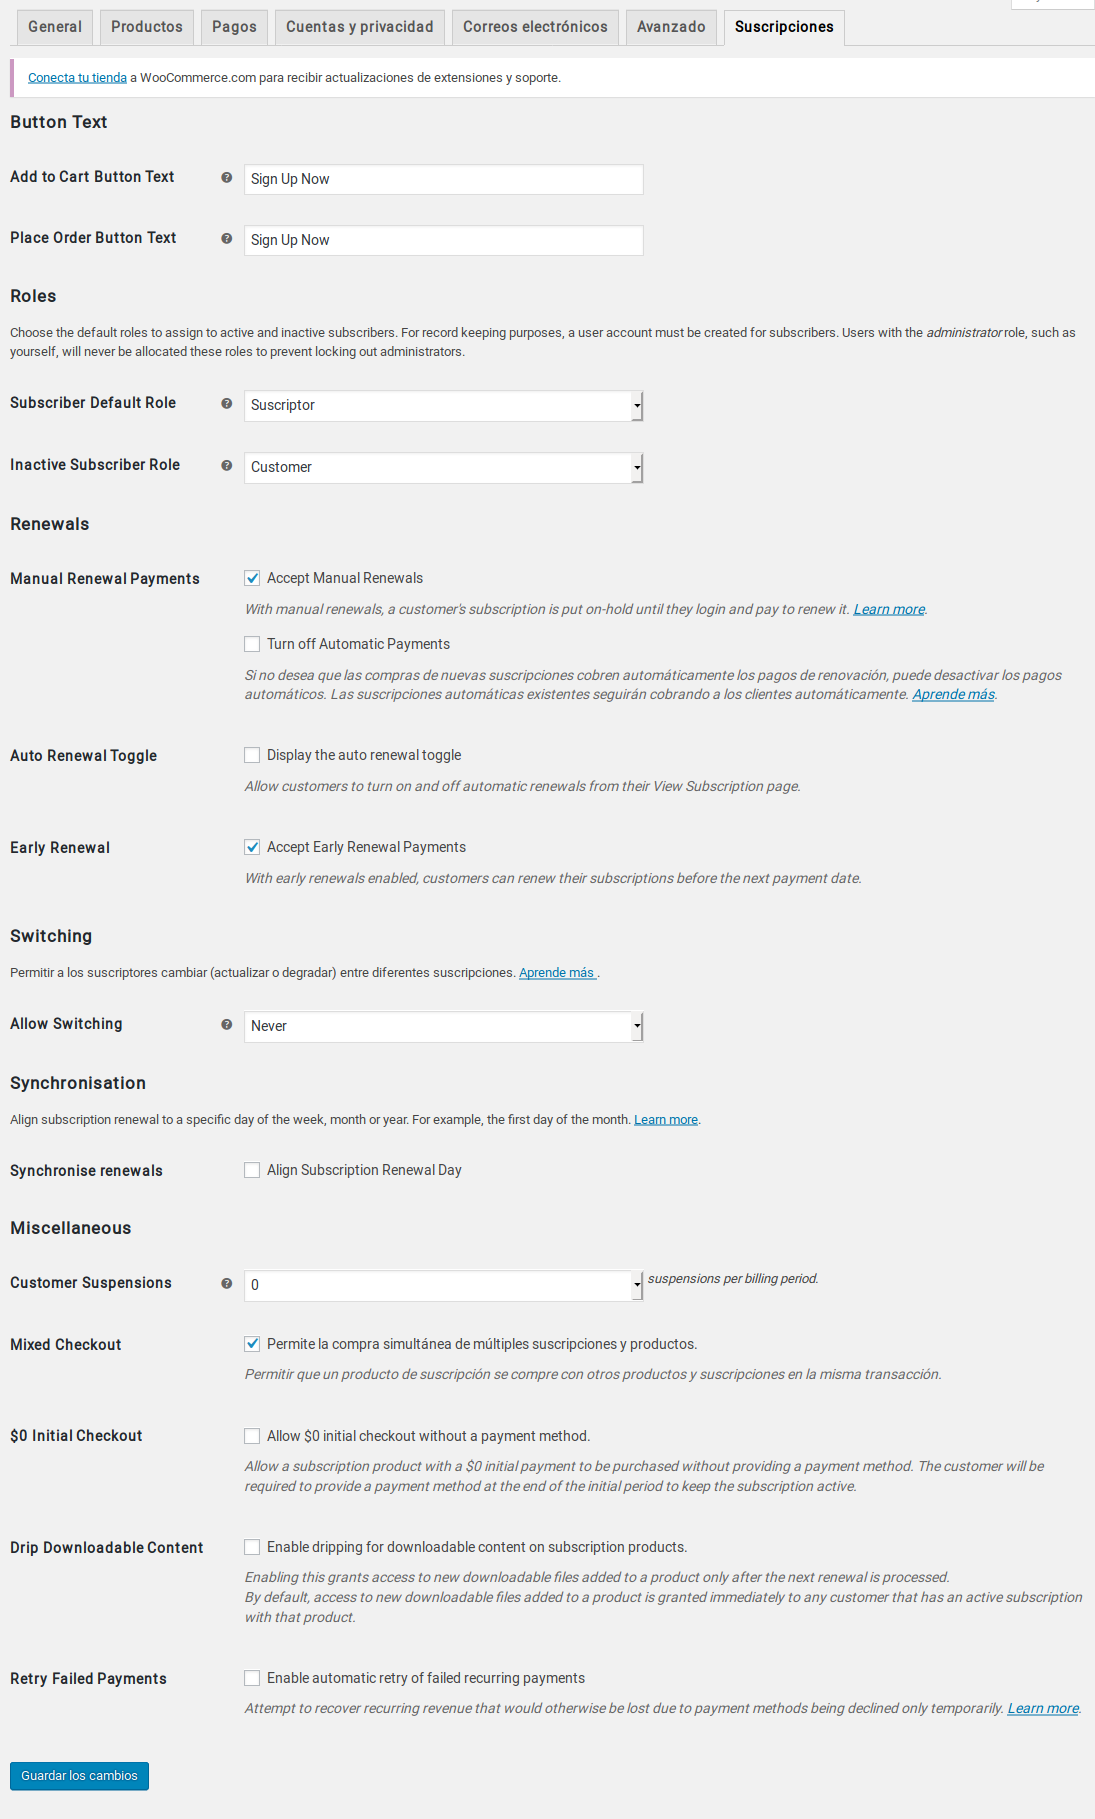 General Productos Pagos Cuentas y privacidad Correos electrónicos Avanzado Suscripciones
Conecta tu tienda a WooCommerce.com para recibir actualizaciones de extensiones y soporte.
Button Text
Add to Cart Button Text Sign Up Now
Place Order Button Text Sign Up Now
Roles
Choose the default roles to assign to active and inactive subscribers. For record keeping purposes, a user account must be created for subscribers. Users with the administrator role, such as
yourself, will never be allocated these roles to prevent locking out administrators.
Subscriber Default Role Suscriptor
Inactive Subscriber Role Customer
Renewals
Manual Renewal Payments Accept Manual Renewals
With manual renewals, a customer's subscription is put on-hold until they login and pay to renew it. Learn more.
Turn off Automatic Payments
Si no desea que las compras de nuevas suscripciones cobren automáticamente los pagos de renovación, puede desactivar los pagos
automáticos. Las suscripciones automáticas existentes seguirán cobrando a los clientes automáticamente. Aprende más.
Auto Renewal Toggle Display the auto renewal toggle
Allow customers to turn on and off automatic renewals from their View Subscription page.
Early Renewal Accept Early Renewal Payments
With early renewals enabled, customers can renew their subscriptions before the next payment date.
Switching
Permitir a los suscriptores cambiar (actualizar o degradar) entre diferentes suscripciones. Aprende más .
Allow Switching Never
Synchronisation
Align subscription renewal to a specific day of the week, month or year. For example, the first day of the month. Learn more.
Synchronise renewals Align Subscription Renewal Day
Miscellaneous
Customer Suspensions 0 suspensions per billing period.
Mixed Checkout Permite la compra simultánea de múltiples suscripciones y productos.
Permitir que un producto de suscripción se compre con otros productos y suscripciones en la misma transacción.
$0 Initial Checkout Allow $0 initial checkout without a payment method.
Allow a subscription product with a $0 initial payment to be purchased without providing a payment method. The customer will be
required to provide a payment method at the end of the initial period to keep the subscription active.
Drip Downloadable Content Enable dripping for downloadable content on subscription products.
Enabling this grants access to new downloadable files added to a product only after the next renewal is processed.
By default, access to new downloadable files added to a product is granted immediately to any customer that has an active subscription
with that product.
Retry Failed Payments Enable automatic retry of failed recurring payments
Attempt to recover recurring revenue that would otherwise be lost due to payment methods being declined only temporarily. Learn more.
Guardar los cambios